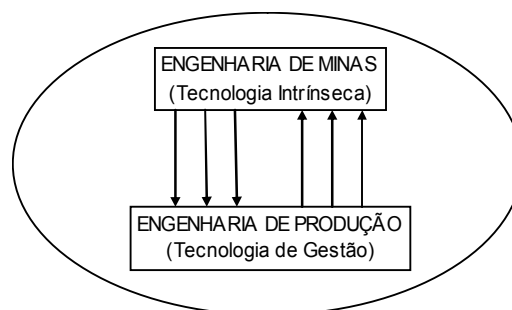 ENGENHARIA DE MINAS
(Tecnologia Intrínseca)
ENGENHARIA DE PRODUÇÃO
(Tecnologia de Gestão)